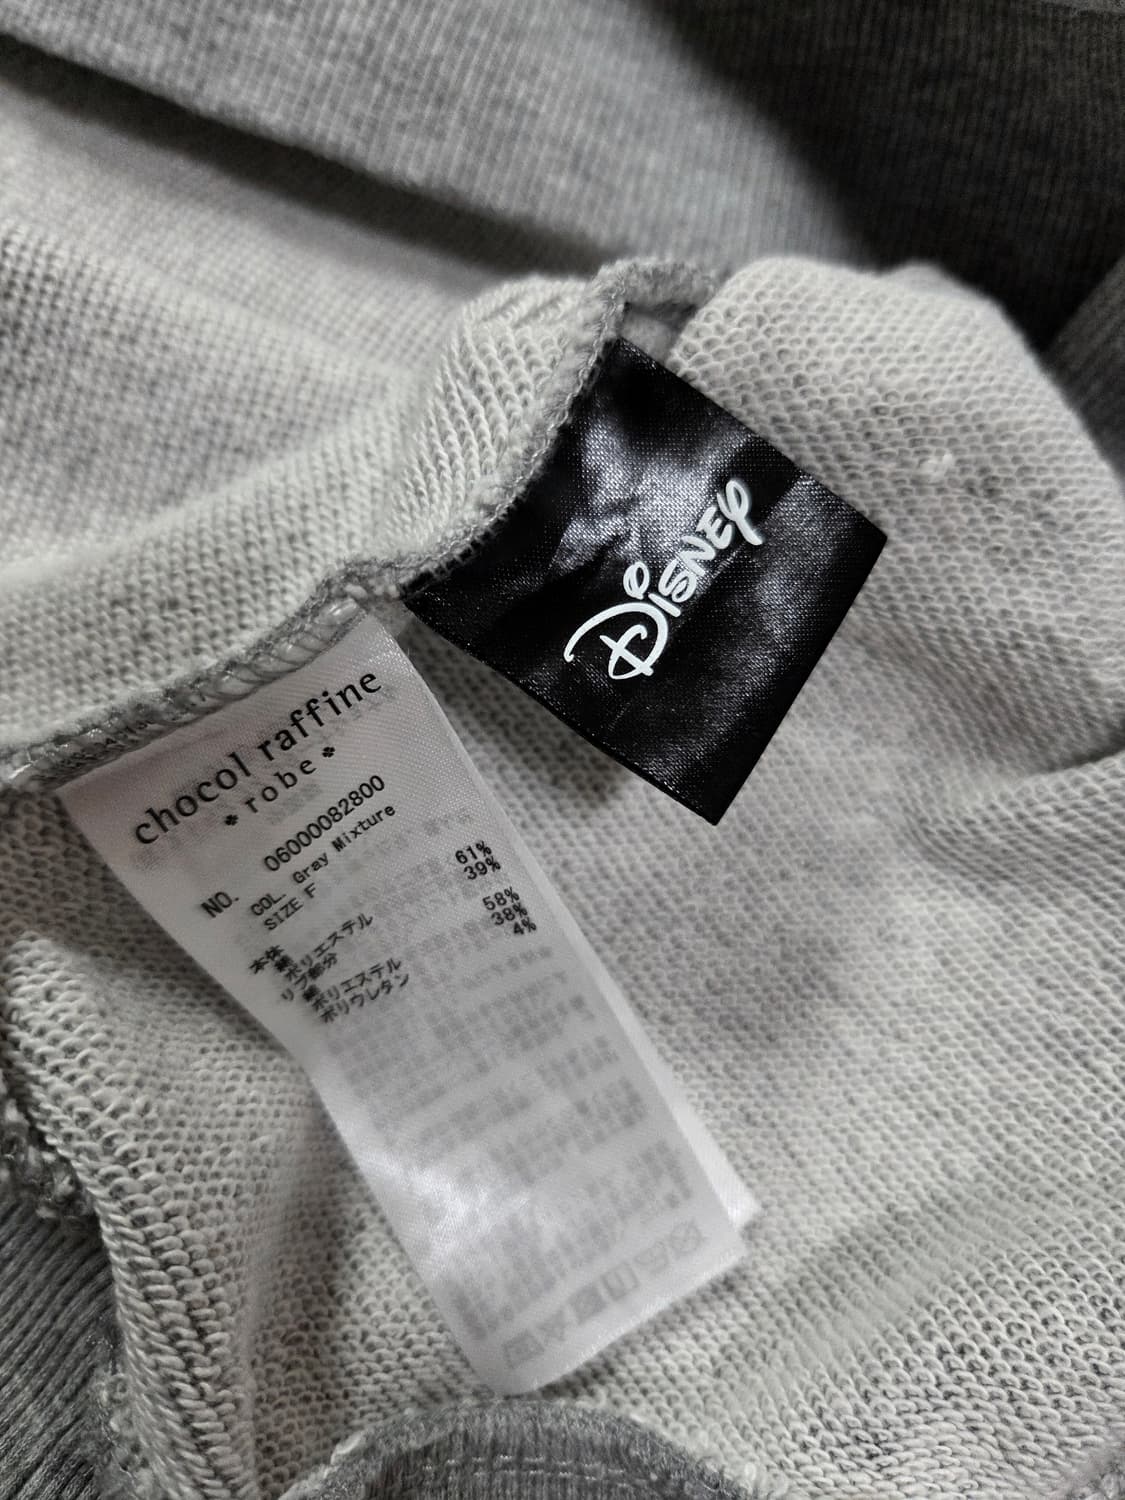 DISNEY
chocol raffine
robe
NO. 06000082800
COL. Gray Mixture
SIZE F
本体
綿 61%
ポリエステル 39%
リブ部分
綿 58%
ポリエステル 38%
ポリウレタン 4%